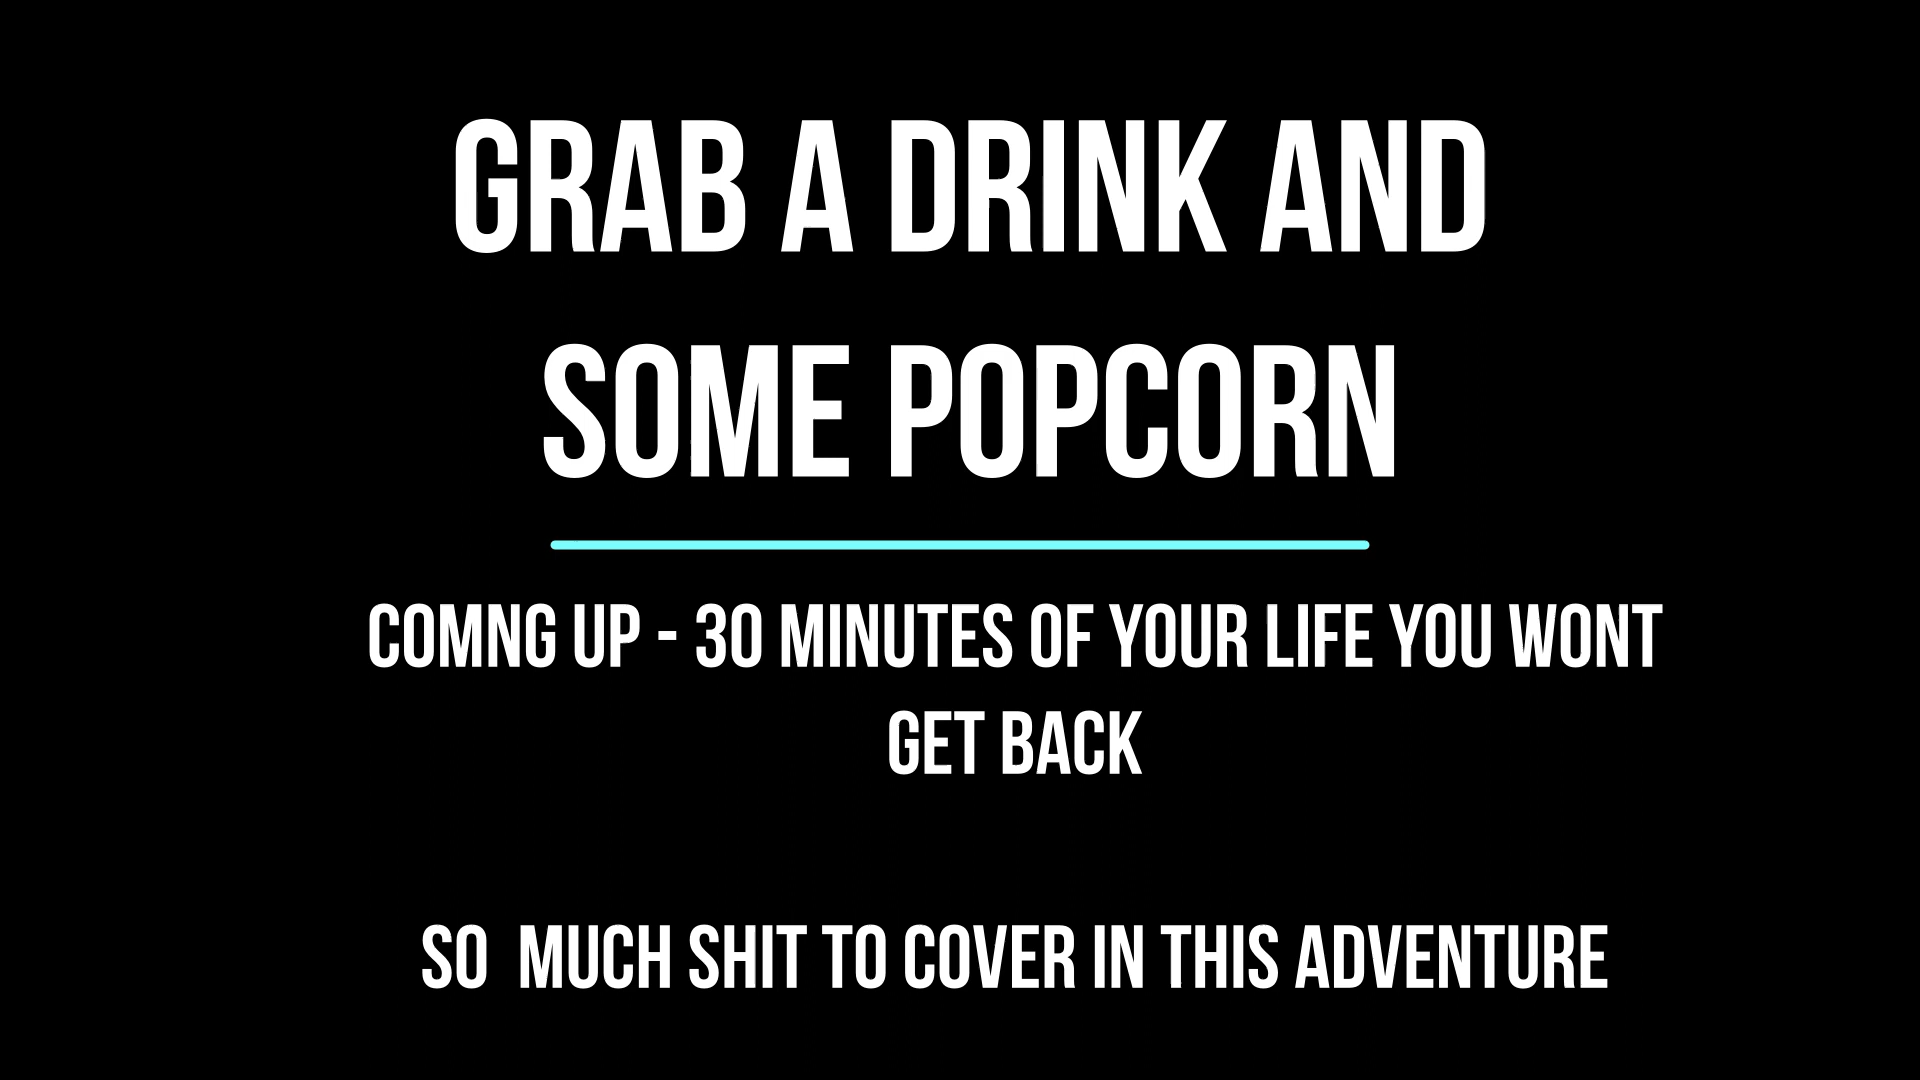 GRAB A DRINK AND
SOME POPCORN
COMNG UP - 30 MINUTES OF YOUR LIFE YOU WONT
GET BACK
SO  MUCH SHIT TO COVER IN THIS ADVENTURE